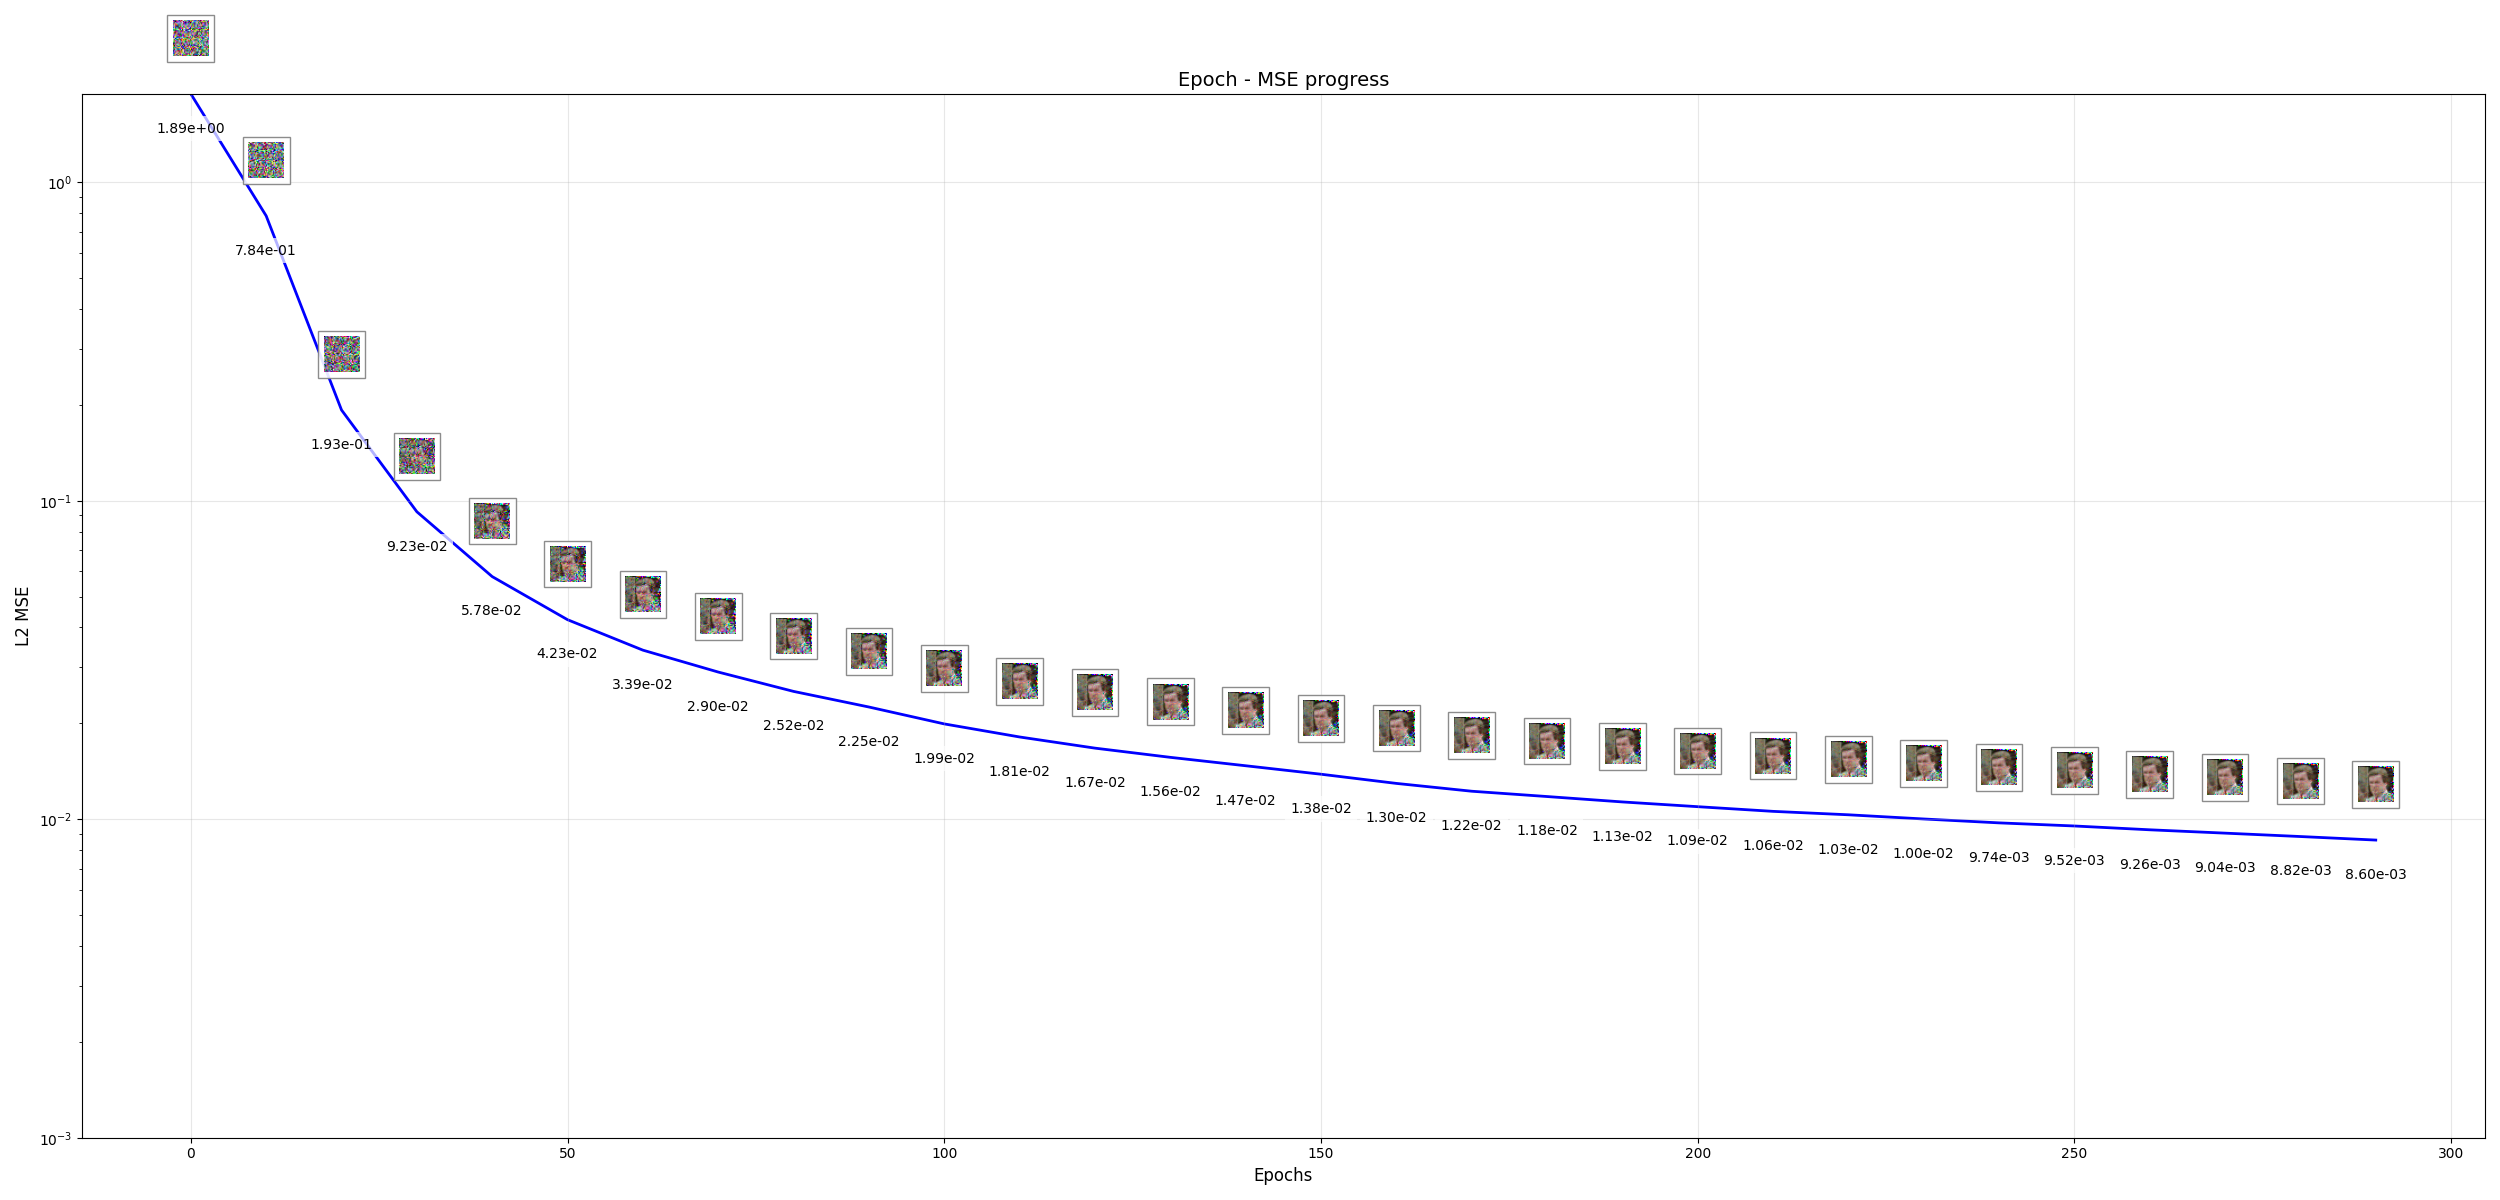 Epoch - MSE progress
L2 MSE
10⁰
10⁻¹
10⁻²
10⁻³
1.89e+00
7.84e-01
1.93e-01
9.23e-02
5.78e-02
4.23e-02
3.39e-02
2.90e-02
2.52e-02
2.25e-02
1.99e-02
1.81e-02
1.67e-02
1.56e-02
1.47e-02
1.38e-02
1.30e-02
1.22e-02
1.18e-02
1.13e-02
1.09e-02
1.06e-02
1.03e-02
1.00e-02
9.74e-03
9.52e-03
9.26e-03
9.04e-03
8.82e-03
8.60e-03
0 50 100 150 200 250 300
Epochs